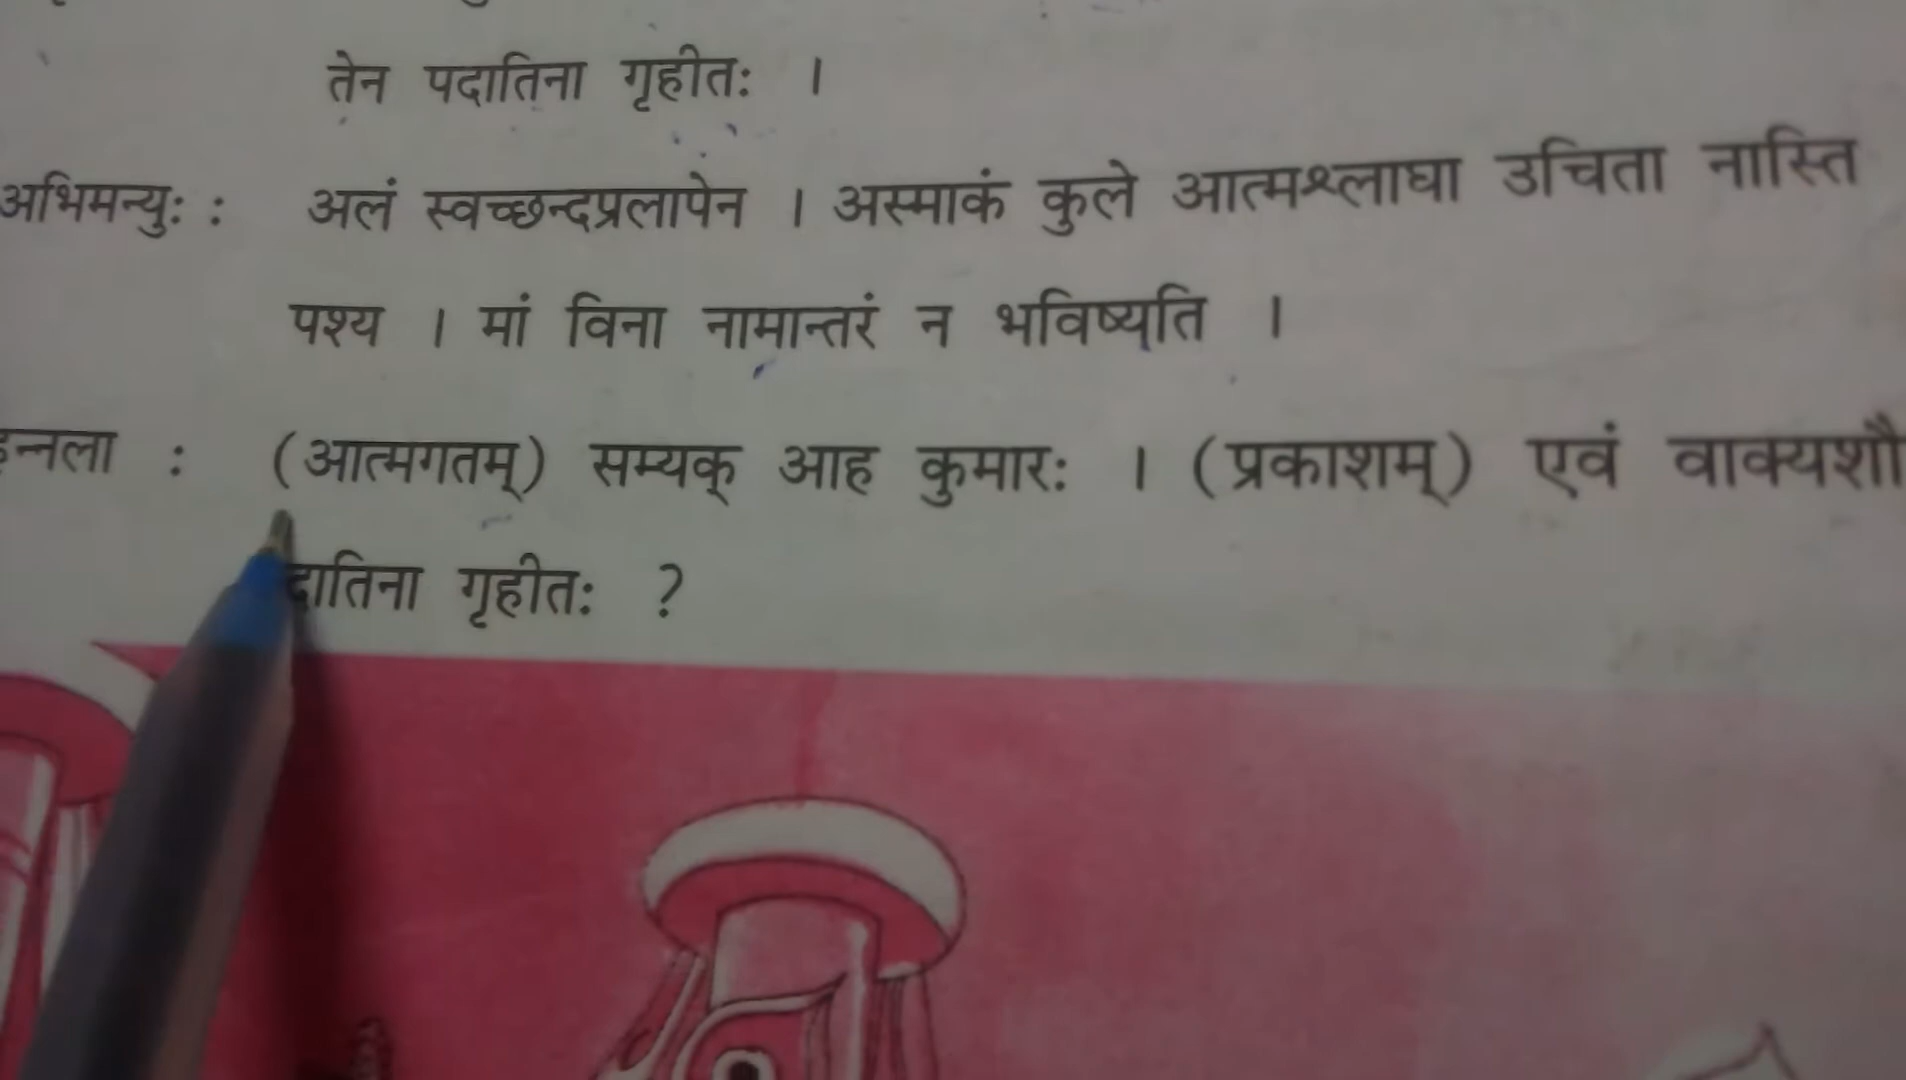 तेन पदातिना गृहीतः ।
अभिमन्युः : अलं स्वच्छन्दप्रलापेन । अस्माकं कुले आत्मश्लाघा उचिता नास्ति
पश्य । मां विना नामान्तरं न भविष्यति ।
न्नला : (आत्मगतम्) सम्यक् आह कुमारः । (प्रकाशम्) एवं वाक्यशौ
दातिना गृहीतः ?